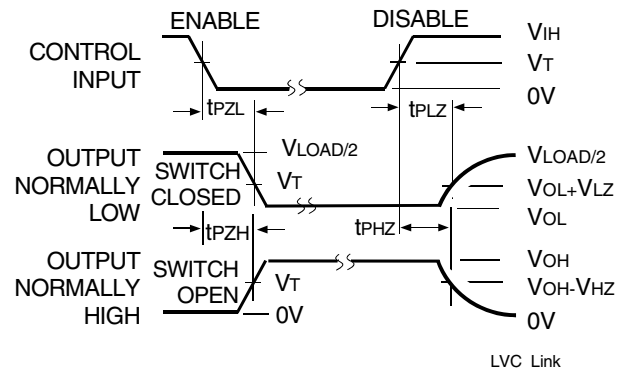 ENABLE DISABLE
CONTROL INPUT
tPZL
tPLZ
VIH
VT
0V
OUTPUT NORMALLY LOW
SWITCH CLOSED
VLOAD/2
VT
VLOAD/2
VOL+VLZ
VOL
tPZH
tPHZ
OUTPUT NORMALLY HIGH
SWITCH OPEN
VT
0V
VOH
VOH-VHZ
0V
LVC Link